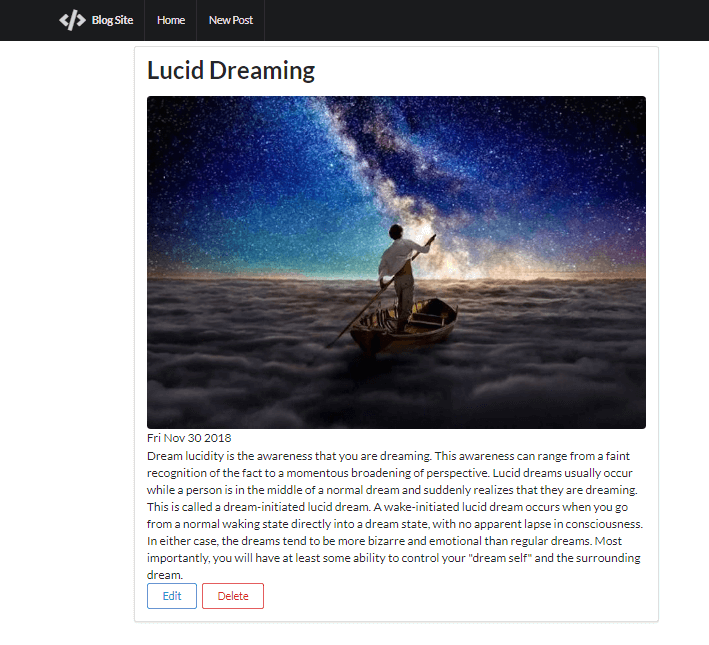 Blog Site Home New Post
Lucid Dreaming
Fri Nov 30 2018
Dream lucidity is the awareness that you are dreaming. This awareness can range from a faint
recognition of the fact to a momentous broadening of perspective. Lucid dreams usually occur
while a person is in the middle of a normal dream and suddenly realizes that they are dreaming.
This is called a dream-initiated lucid dream. A wake-initiated lucid dream occurs when you go
from a normal waking state directly into a dream state, with no apparent lapse in consciousness.
In either case, the dreams tend to be more bizarre and emotional than regular dreams. Most
importantly, you will have at least some ability to control your "dream self" and the surrounding
dream.
Edit Delete